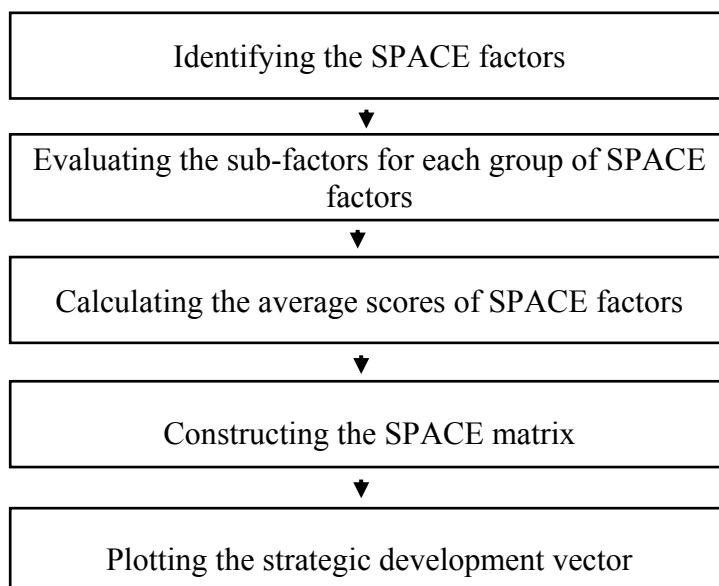 Identifying the SPACE factors
Evaluating the sub-factors for each group of SPACE
factors
Calculating the average scores of SPACE factors
Constructing the SPACE matrix
Plotting the strategic development vector